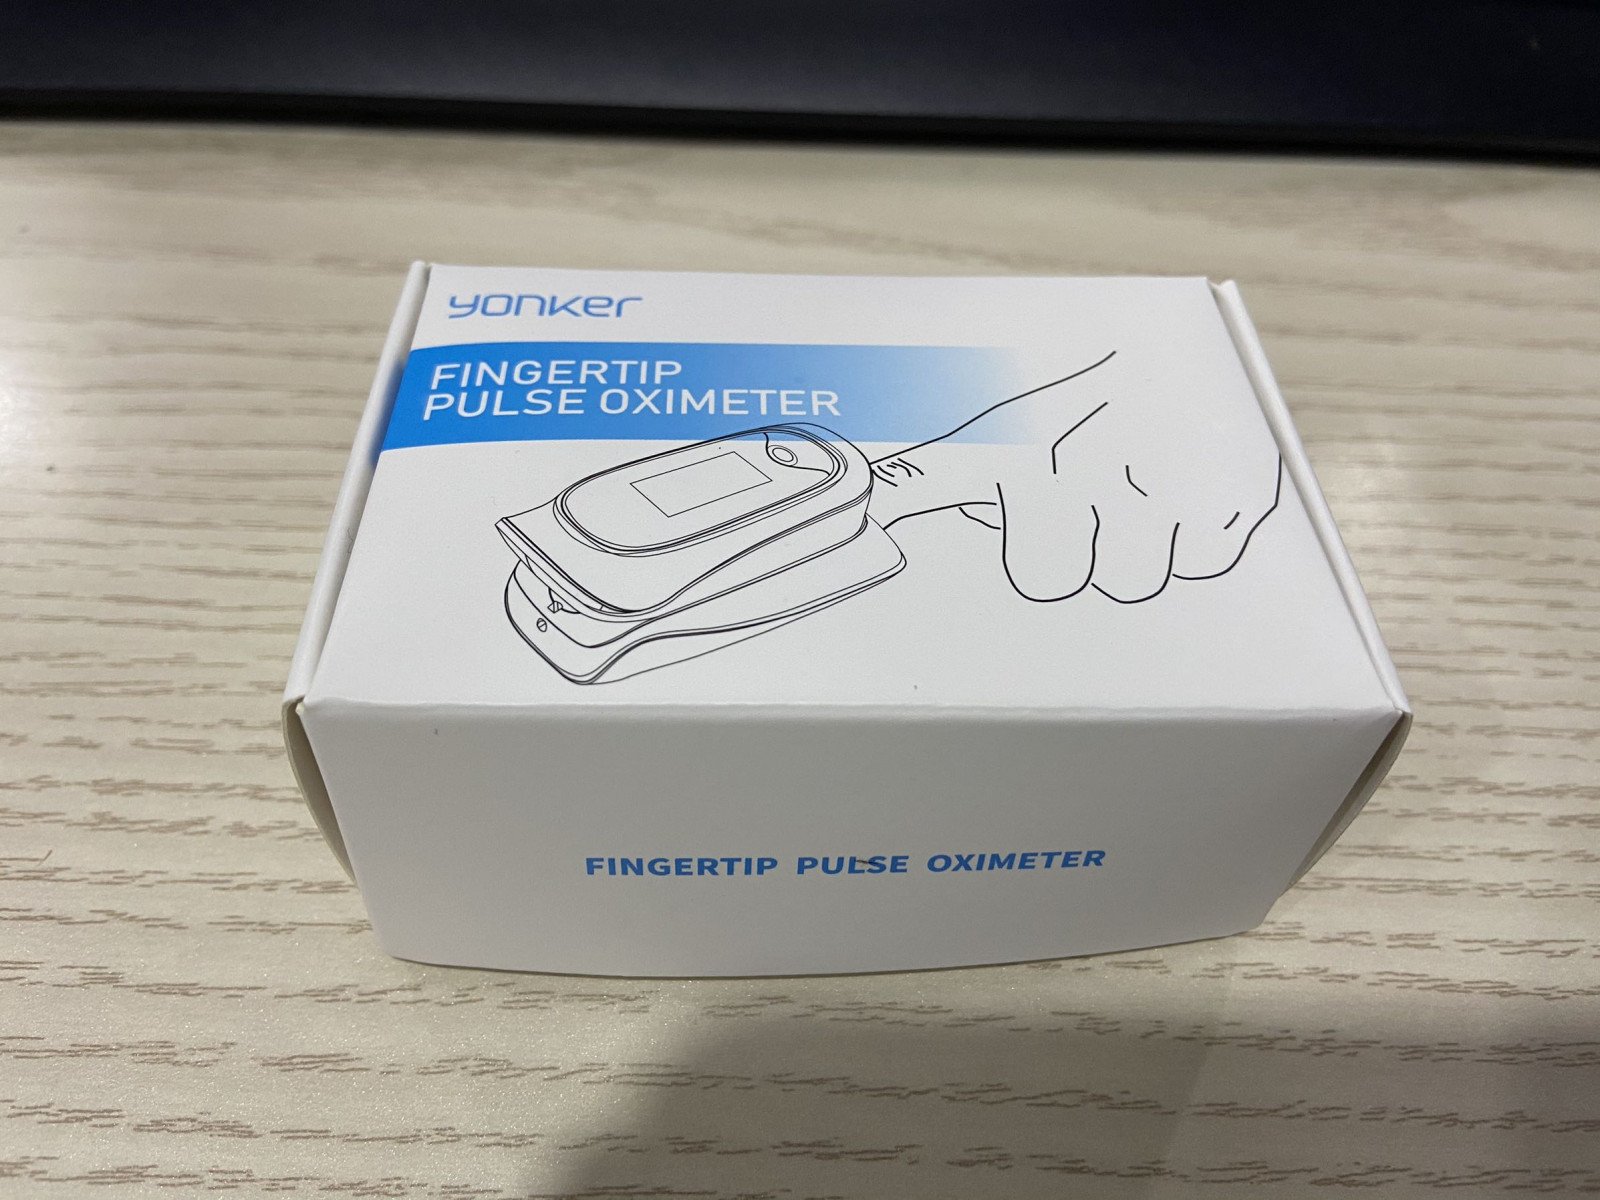 yonker
FINGERTIP
PULSE OXIMETER
FINGERTIP PULSE OXIMETER